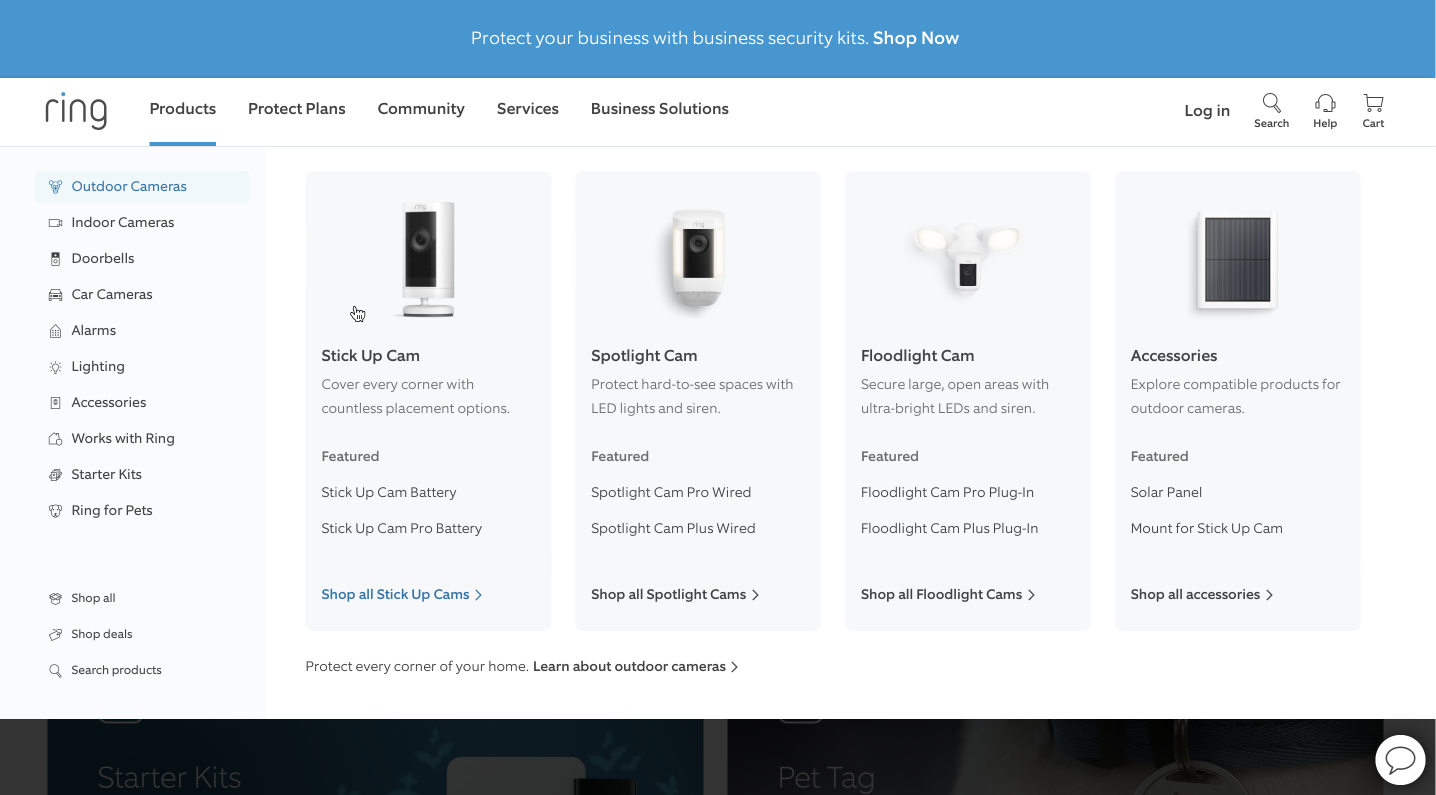 Protect your business with business security kits. Shop Now
ring
Products
Protect Plans
Community
Services
Business Solutions
Log in
Search
Help
Cart
Outdoor Cameras
Indoor Cameras
Doorbells
Car Cameras
Alarms
Lighting
Accessories
Works with Ring
Starter Kits
Ring for Pets
Shop all
Shop deals
Search products
ring
Stick Up Cam
Cover every corner with
countless placement options.
Featured
Stick Up Cam Battery
Stick Up Cam Pro Battery
Shop all Stick Up Cams
ring
Spotlight Cam
Protect hard-to-see spaces with
LED lights and siren.
Featured
Spotlight Cam Pro Wired
Spotlight Cam Plus Wired
Shop all Spotlight Cams
Floodlight Cam
Secure large, open areas with
ultra-bright LEDs and siren.
Featured
Floodlight Cam Pro Plug-In
Floodlight Cam Plus Plug-In
Shop all Floodlight Cams
Accessories
Explore compatible products for
outdoor cameras.
Featured
Solar Panel
Mount for Stick Up Cam
Shop all accessories
Protect every corner of your home. Learn about outdoor cameras
Starter Kits
Pet Tag